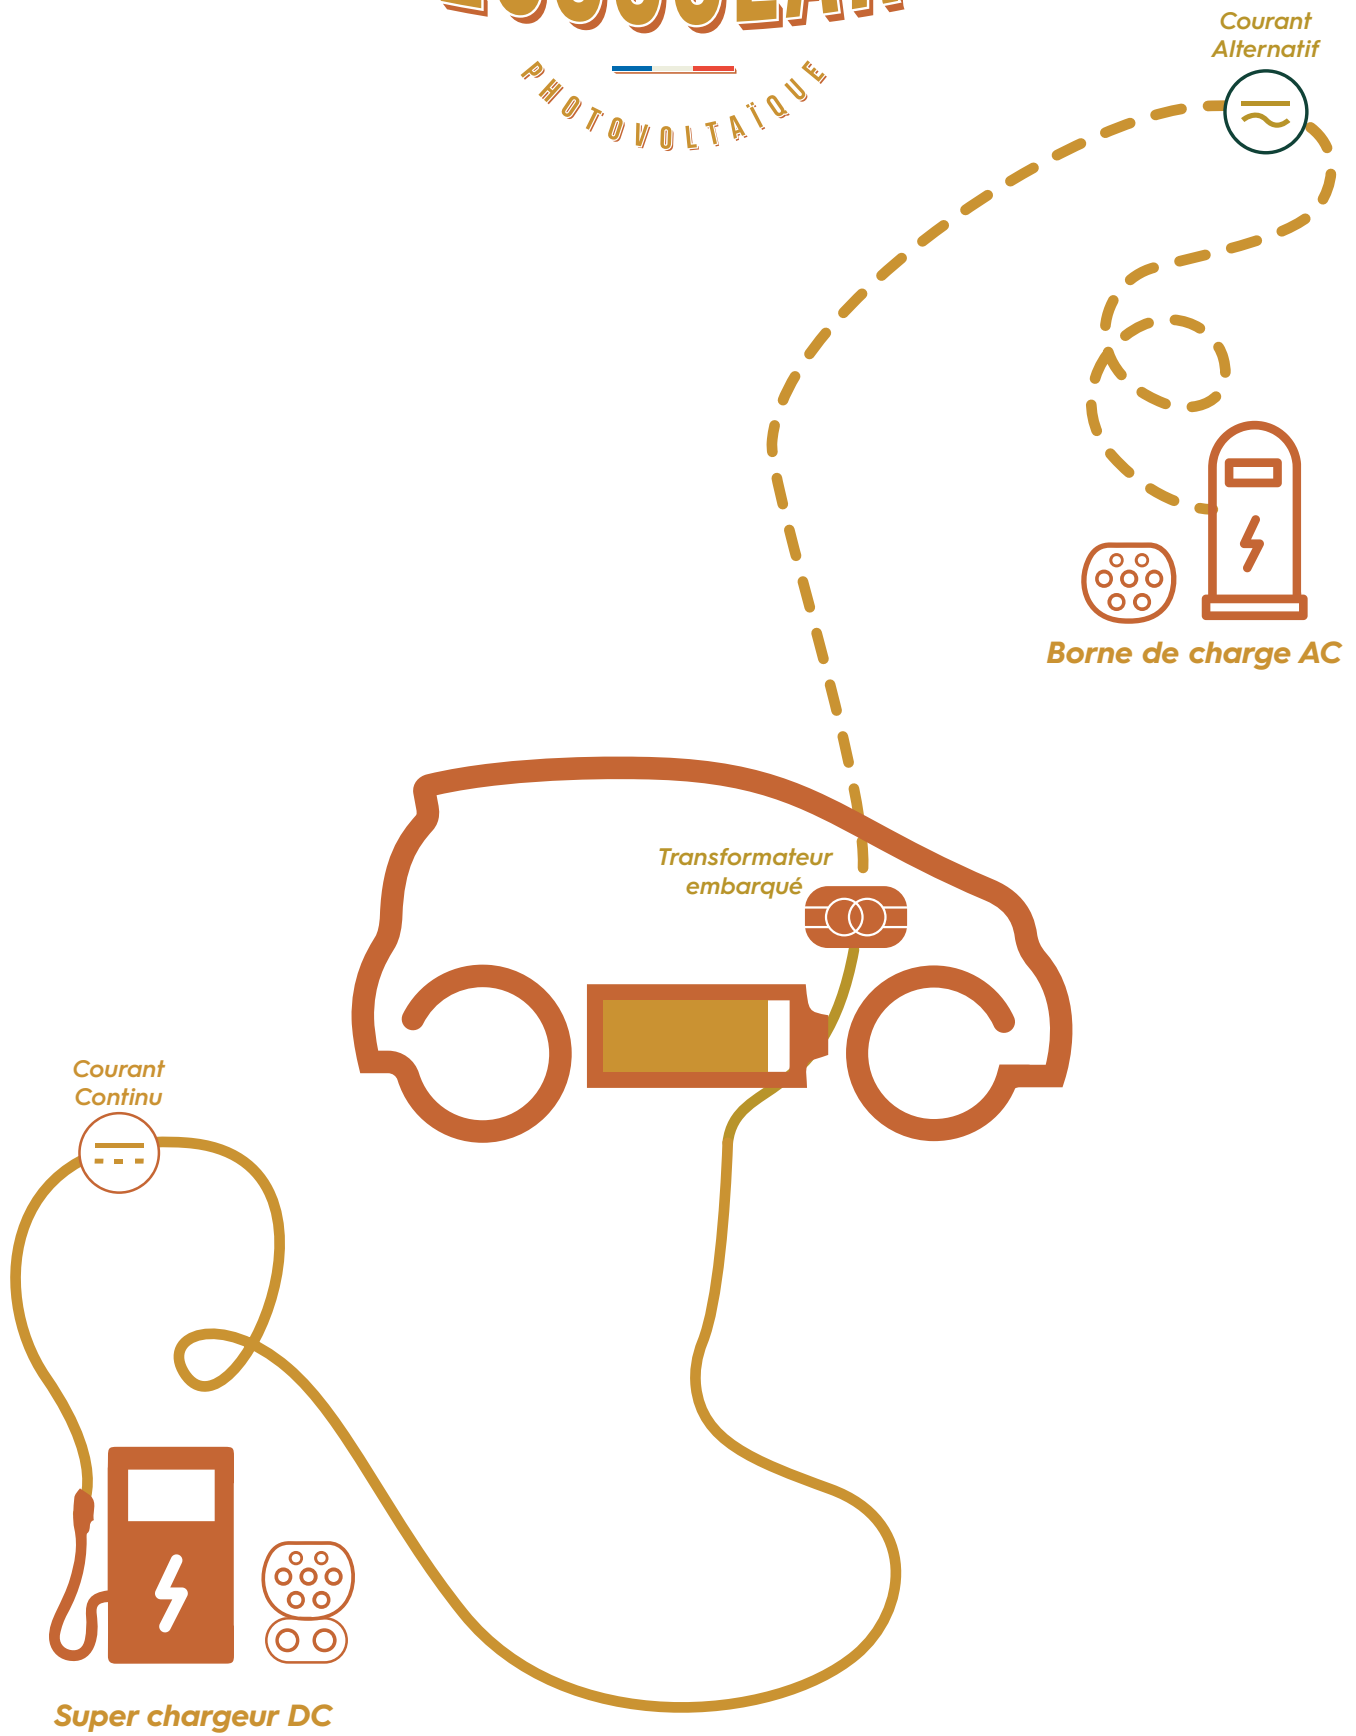 PHOTOVOLTAÏQUE
Courant
Alternatif
Borne de charge AC
Transformateur
embarqué
Courant
Continu
Super chargeur DC